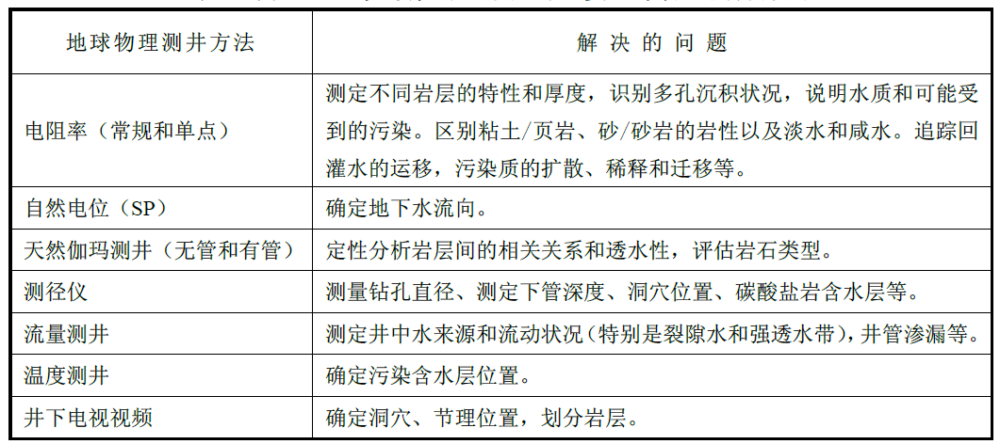 地球物理测井方法 解决的问题
电阻率（常规和单点） 测定不同岩层的特性和厚度，识别多孔沉积状况，说明水质和可能受
到的污染。区别粘土/页岩、砂/砂岩的岩性以及淡水和咸水。追踪回
灌水的运移，污染质的扩散、稀释和迁移等。
自然电位（SP） 确定地下水流向。
天然伽玛测井（无管和有管） 定性分析岩层间的相关关系和透水性，评估岩石类型。
测径仪 测量钻孔直径、测定下管深度、洞穴位置、碳酸盐岩含水层等。
流量测井 测定井中水来源和流动状况（特别是裂隙水和强透水带），井管渗漏等。
温度测井 确定污染含水层位置。
井下电视视频 确定洞穴、节理位置，划分岩层。